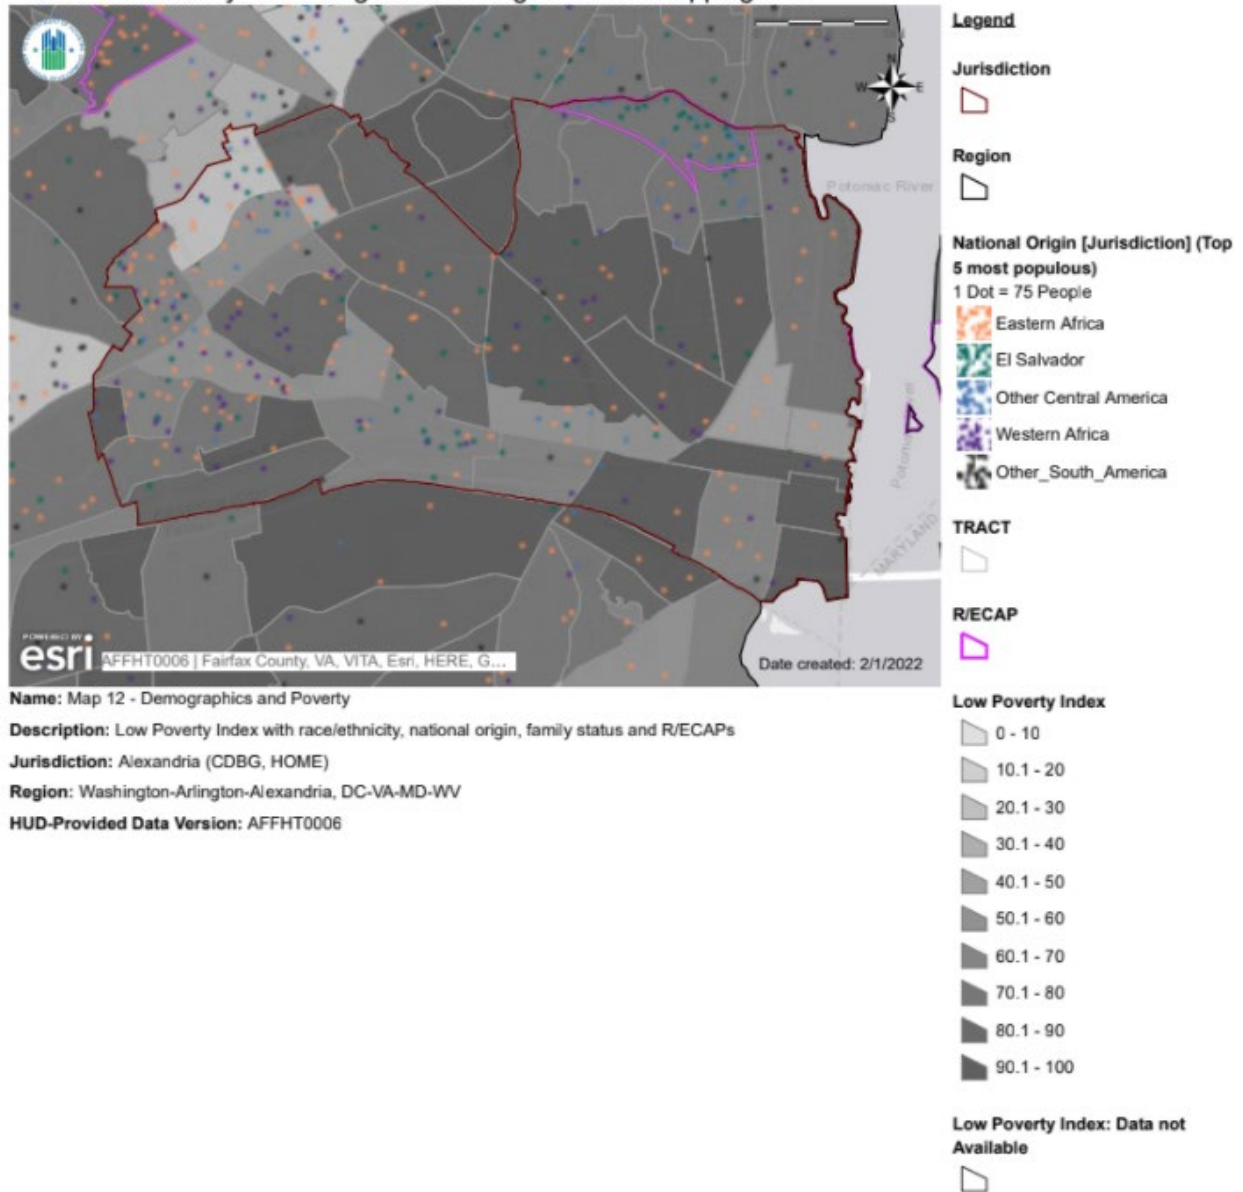 Legend
Jurisdiction
Region
National Origin [Jurisdiction] (Top
5 most populous)
1 Dot = 75 People
Eastern Africa
El Salvador
Other Central America
Western Africa
Other_South_America
TRACT
R/ECAP
Low Poverty Index
0 - 10
10.1 - 20
20.1 - 30
30.1 - 40
40.1 - 50
50.1 - 60
60.1 - 70
70.1 - 80
80.1 - 90
90.1 - 100
Low Poverty Index: Data not
Available
N
W E
S
Potomac River
Potomac River
MARYLAND
POWERED BY
esri
AFFHT0006 | Fairfax County, VA, VITA, Esri, HERE, G...
Date created: 2/1/2022
Name: Map 12 - Demographics and Poverty
Description: Low Poverty Index with race/ethnicity, national origin, family status and R/ECAPs
Jurisdiction: Alexandria (CDBG, HOME)
Region: Washington-Arlington-Alexandria, DC-VA-MD-WV
HUD-Provided Data Version: AFFHT0006